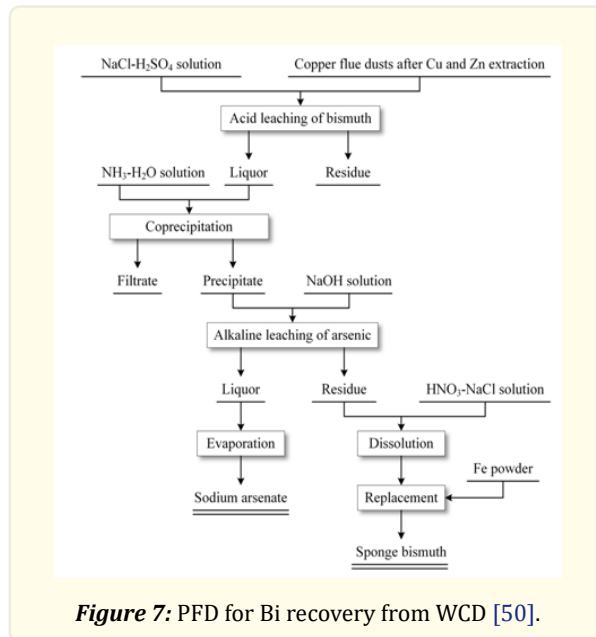 NaCl-H₂SO₄ solution
Copper flue dusts after Cu and Zn extraction
Acid leaching of bismuth
NH₃-H₂O solution
Liquor
Residue
Coprecipitation
Filtrate
Precipitate
NaOH solution
Alkaline leaching of arsenic
Liquor
Residue
HNO₃-NaCl solution
Evaporation
Dissolution
Fe powder
Sodium arsenate
Replacement
Sponge bismuth
Figure 7: PFD for Bi recovery from WCD [50].